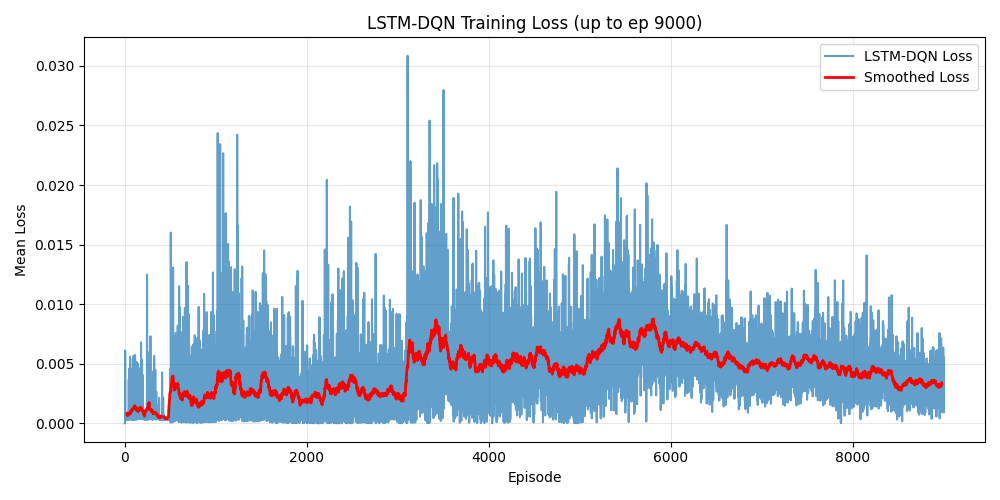 LSTM-DQN Training Loss (up to ep 9000)
LSTM-DQN Loss
Smoothed Loss
0.030
0.025
0.020
0.015
0.010
0.005
0.000
Mean Loss
0 2000 4000 6000 8000
Episode